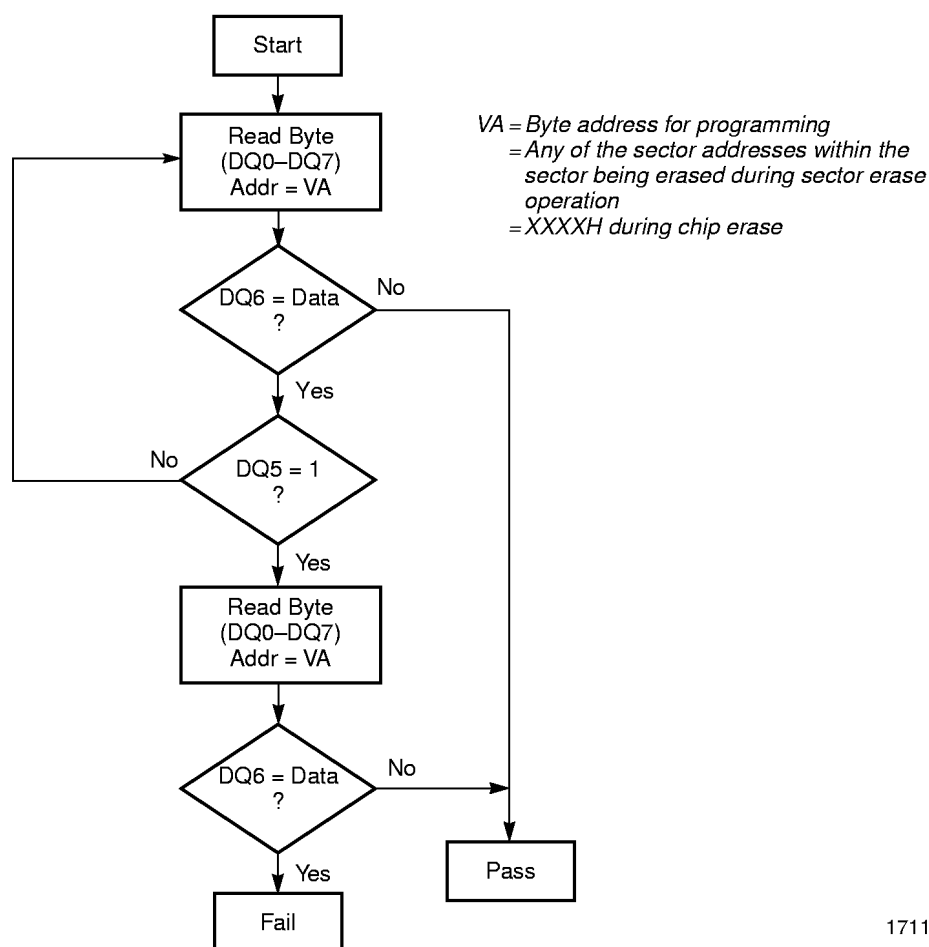 Start
Read Byte
(DQ0–DQ7)
Addr = VA
VA = Byte address for programming
= Any of the sector addresses within the
sector being erased during sector erase
operation
= XXXXH during chip erase
DQ6 = Data
?
No
Yes
DQ5 = 1
?
No
Yes
Read Byte
(DQ0–DQ7)
Addr = VA
DQ6 = Data
?
No
Yes
Pass
Fail
1711